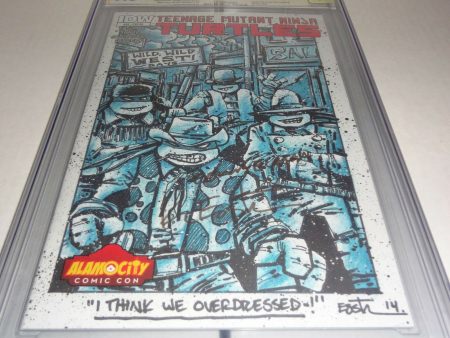 IDW TEENAGE MUTANT NINJA
TURTLES
WILD WILD
WEST!
ALAMO CITY
COMIC CON
"I THINK WE OVERDRESSED!"
EASTMAN '14.